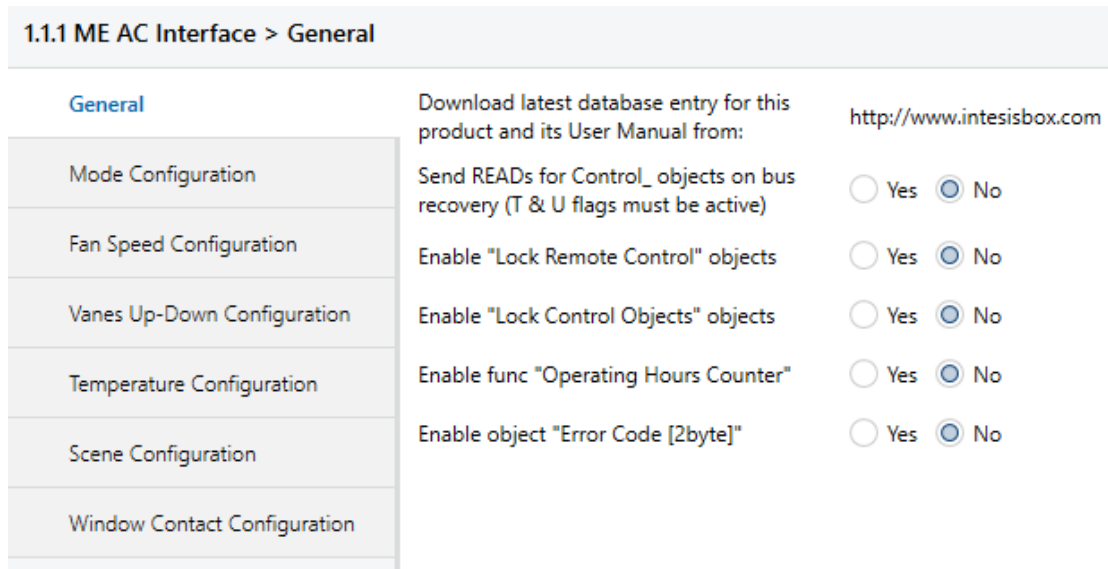 1.1.1 ME AC Interface > General
General
Mode Configuration
Fan Speed Configuration
Vanes Up-Down Configuration
Temperature Configuration
Scene Configuration
Window Contact Configuration
Download latest database entry for this
product and its User Manual from:
http://www.intesisbox.com
Send READs for Control_ objects on bus
recovery (T & U flags must be active)
Yes No
Enable "Lock Remote Control" objects
Yes No
Enable "Lock Control Objects" objects
Yes No
Enable func "Operating Hours Counter"
Yes No
Enable object "Error Code [2byte]"
Yes No